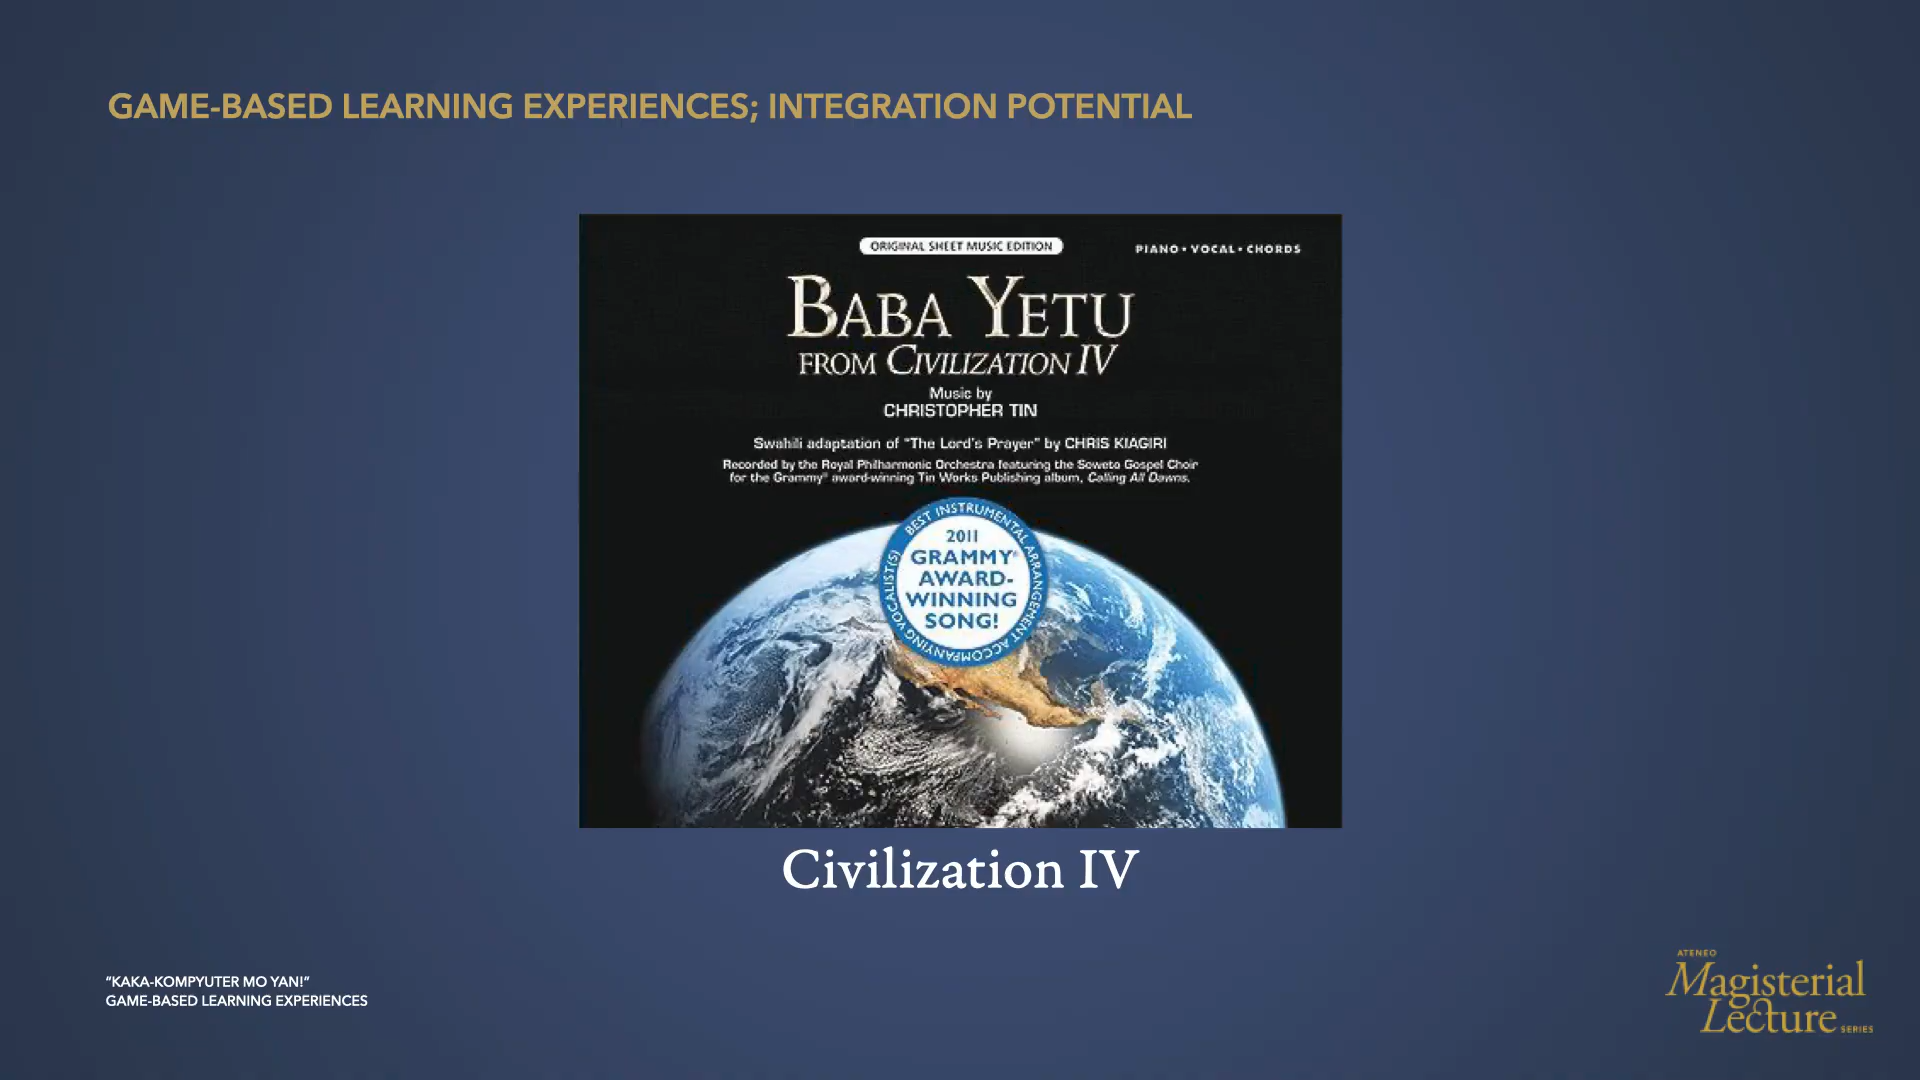 GAME-BASED LEARNING EXPERIENCES; INTEGRATION POTENTIAL
ORIGINAL SHEET MUSIC EDITION
PIANO • VOCAL • CHORDS
BABA YETU
FROM CIVILIZATION IV
Music by
CHRISTOPHER TIN
Swahili adaptation of "The Lord's Prayer" by CHRIS KIAGIRI
Recorded by the Royal Philharmonic Orchestra featuring the Soweto Gospel Choir
for the Grammy® award-winning Tin Works Publishing album, Calling All Dawns.
BEST INSTRUMENTAL ARRANGEMENT ACCOMPANYING VOCALIST(S)
2011
GRAMMY®
AWARD-
WINNING
SONG!
Civilization IV
"KAKA-KOMPYUTER MO YAN!"
GAME-BASED LEARNING EXPERIENCES
ATENEO
Magisterial
Lecture SERIES